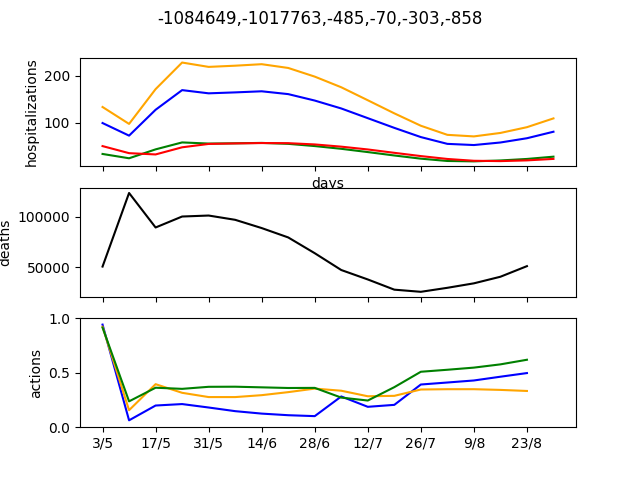 -1084649,-1017763,-485,-70,-303,-858
200
100
hospitalizations
days
100000
50000
deaths
1.0
0.5
0.0
actions
3/5 17/5 31/5 14/6 28/6 12/7 26/7 9/8 23/8